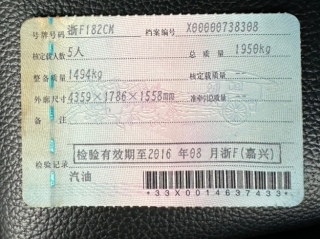 号牌号码 浙F182CM 档案编号 X00000738308
核定载人数 5人 总质量 1950kg
整备质量 1494kg 核定载质量 --
外廓尺寸 4359×1786×1558mm 准牵引总质量 --
备注
检验有效期至2016 年08 月浙F(嘉兴)
检验记录
汽油
*33X0014637433*